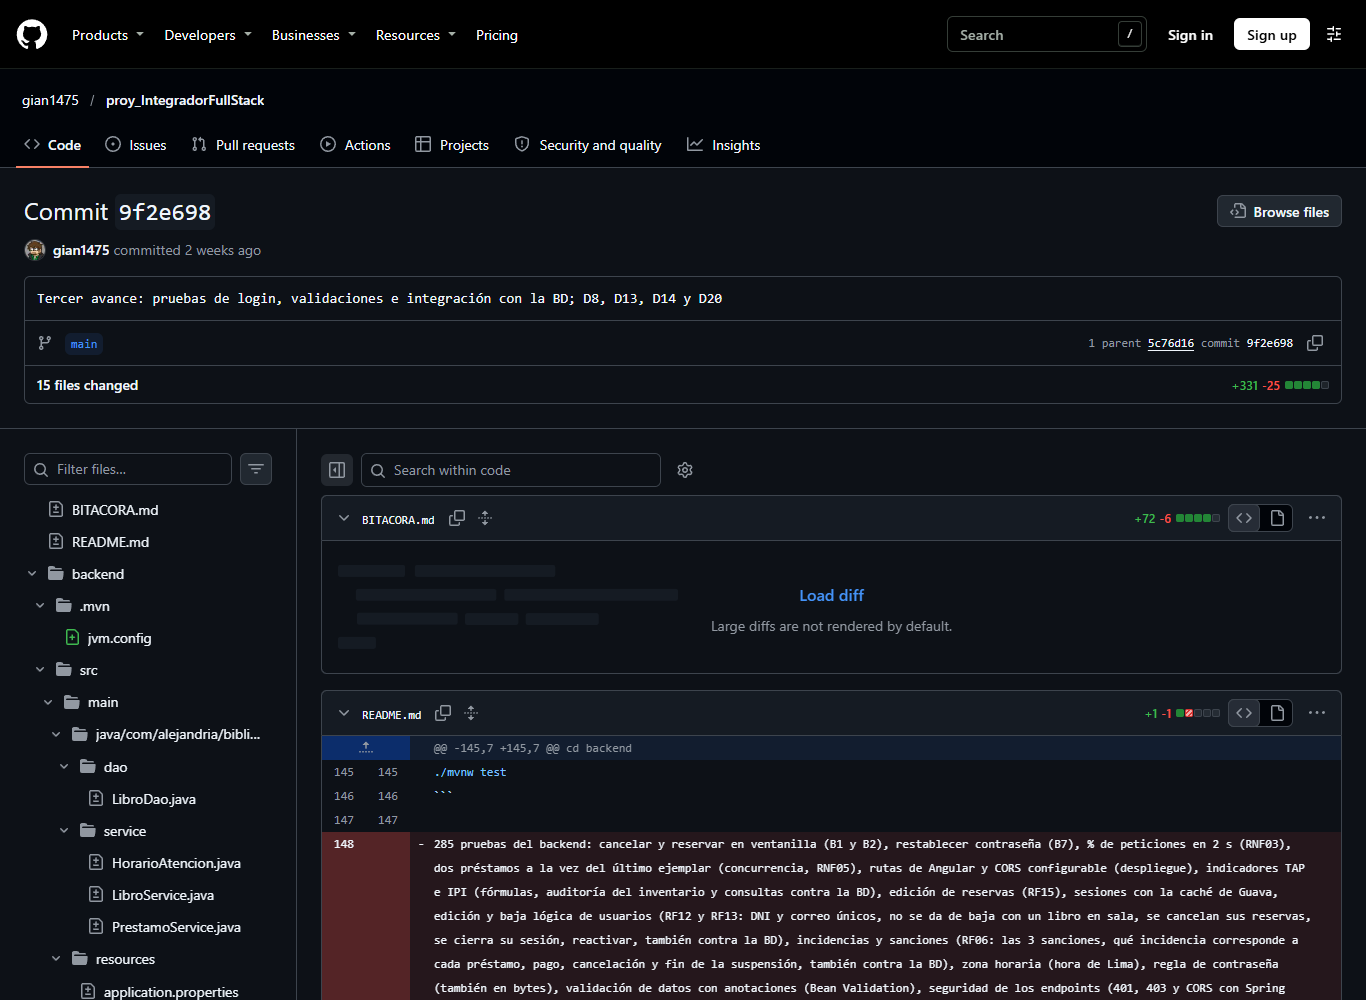 Products Developers Businesses Resources Pricing Search / Sign in Sign up
gian1475 / proy_IntegradorFullStack
Code Issues Pull requests Actions Projects Security and quality Insights
Commit 9f2e698 Browse files
gian1475 committed 2 weeks ago
Tercer avance: pruebas de login, validaciones e integración con la BD; D8, D13, D14 y D20
main 1 parent 5c76d16 commit 9f2e698
15 files changed +331 -25
Filter files...
BITACORA.md
README.md
backend
.mvn
jvm.config
src
main
java/com/alejandria/bibli...
dao
LibroDao.java
service
HorarioAtencion.java
LibroService.java
PrestamoService.java
resources
application.properties
Search within code
BITACORA.md +72 -6
Load diff
Large diffs are not rendered by default.
README.md +1 -1
@@ -145,7 +145,7 @@ cd backend
145 145 ./mvnw test
146 146 ```
147 147
148 - 285 pruebas del backend: cancelar y reservar en ventanilla (B1 y B2), restablecer contraseña (B7), % de peticiones en 2 s (RNF03),
dos préstamos a la vez del último ejemplar (concurrencia, RNF05), rutas de Angular y CORS configurable (despliegue), indicadores TAP
e IPI (fórmulas, auditoría del inventario y consultas contra la BD), edición de reservas (RF15), sesiones con la caché de Guava,
edición y baja lógica de usuarios (RF12 y RF13: DNI y correo únicos, no se da de baja con un libro en sala, se cancelan sus reservas,
se cierra su sesión, reactivar, también contra la BD), incidencias y sanciones (RF06: las 3 sanciones, qué incidencia corresponde a
cada préstamo, pago, cancelación y fin de la suspensión, también contra la BD), zona horaria (hora de Lima), regla de contraseña
(también en bytes), validación de datos con anotaciones (Bean Validation), seguridad de los endpoints (401, 403 y CORS con Spring